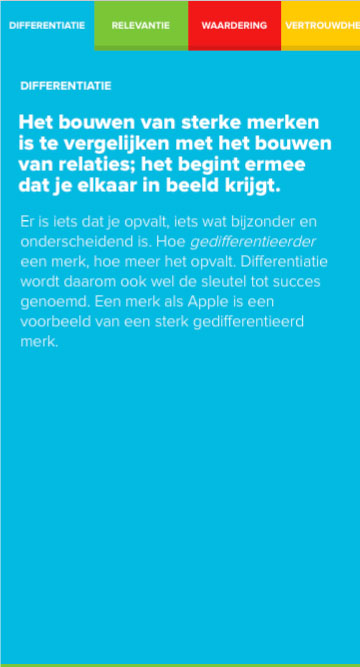 DIFFERENTIATIE RELEVANTIE WAARDERING VERTROUWDHE
DIFFERENTIATIE
Het bouwen van sterke merken
is te vergelijken met het bouwen
van relaties; het begint ermee
dat je elkaar in beeld krijgt.
Er is iets dat je opvalt, iets wat bijzonder en
onderscheidend is. Hoe gedifferentieerder
een merk, hoe meer het opvalt. Differentiatie
wordt daarom ook wel de sleutel tot succes
genoemd. Een merk als Apple is een
voorbeeld van een sterk gedifferentieerd
merk.